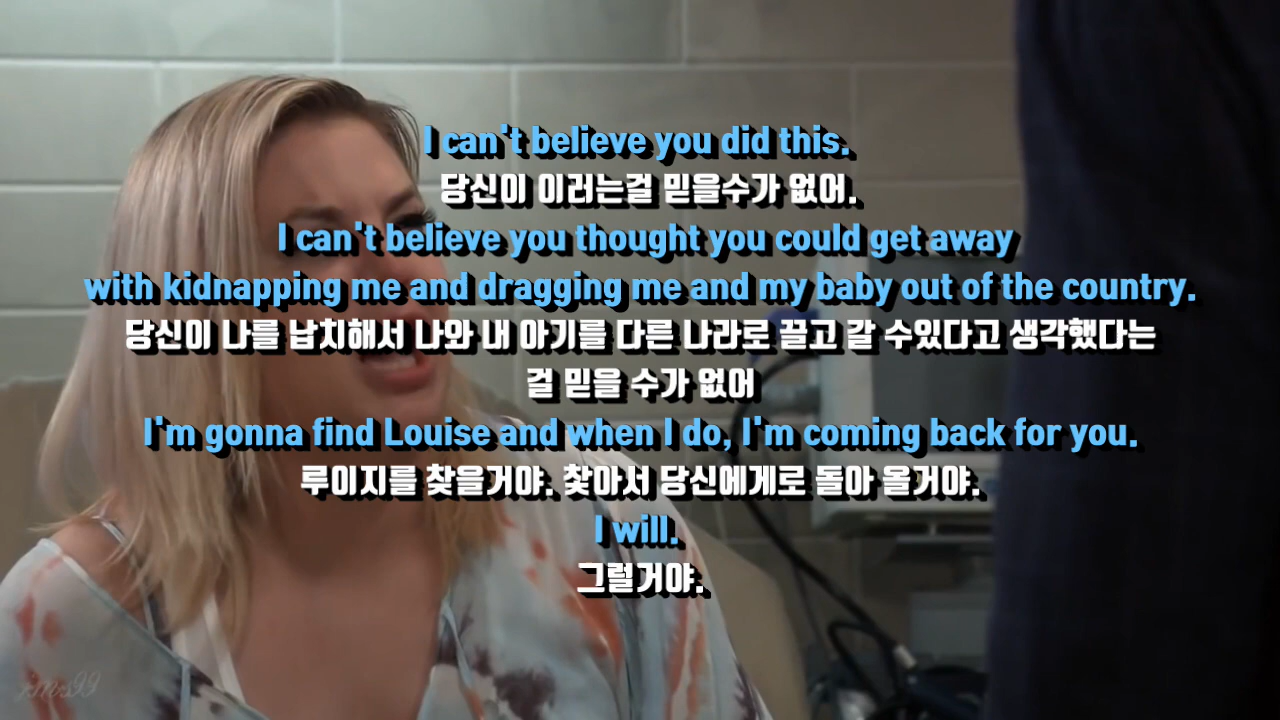 I can't believe you did this.
당신이 이러는걸 믿을수가 없어.
I can't believe you thought you could get away
with kidnapping me and dragging me and my baby out of the country.
당신이 나를 납치해서 나와 내 아기를 다른 나라로 끌고 갈 수있다고 생각했다는
걸 믿을 수가 없어
I'm gonna find Louise and when I do, I'm coming back for you.
루이지를 찾을거야. 찾아서 당신에게로 돌아 올거야.
I will.
그럴거야.